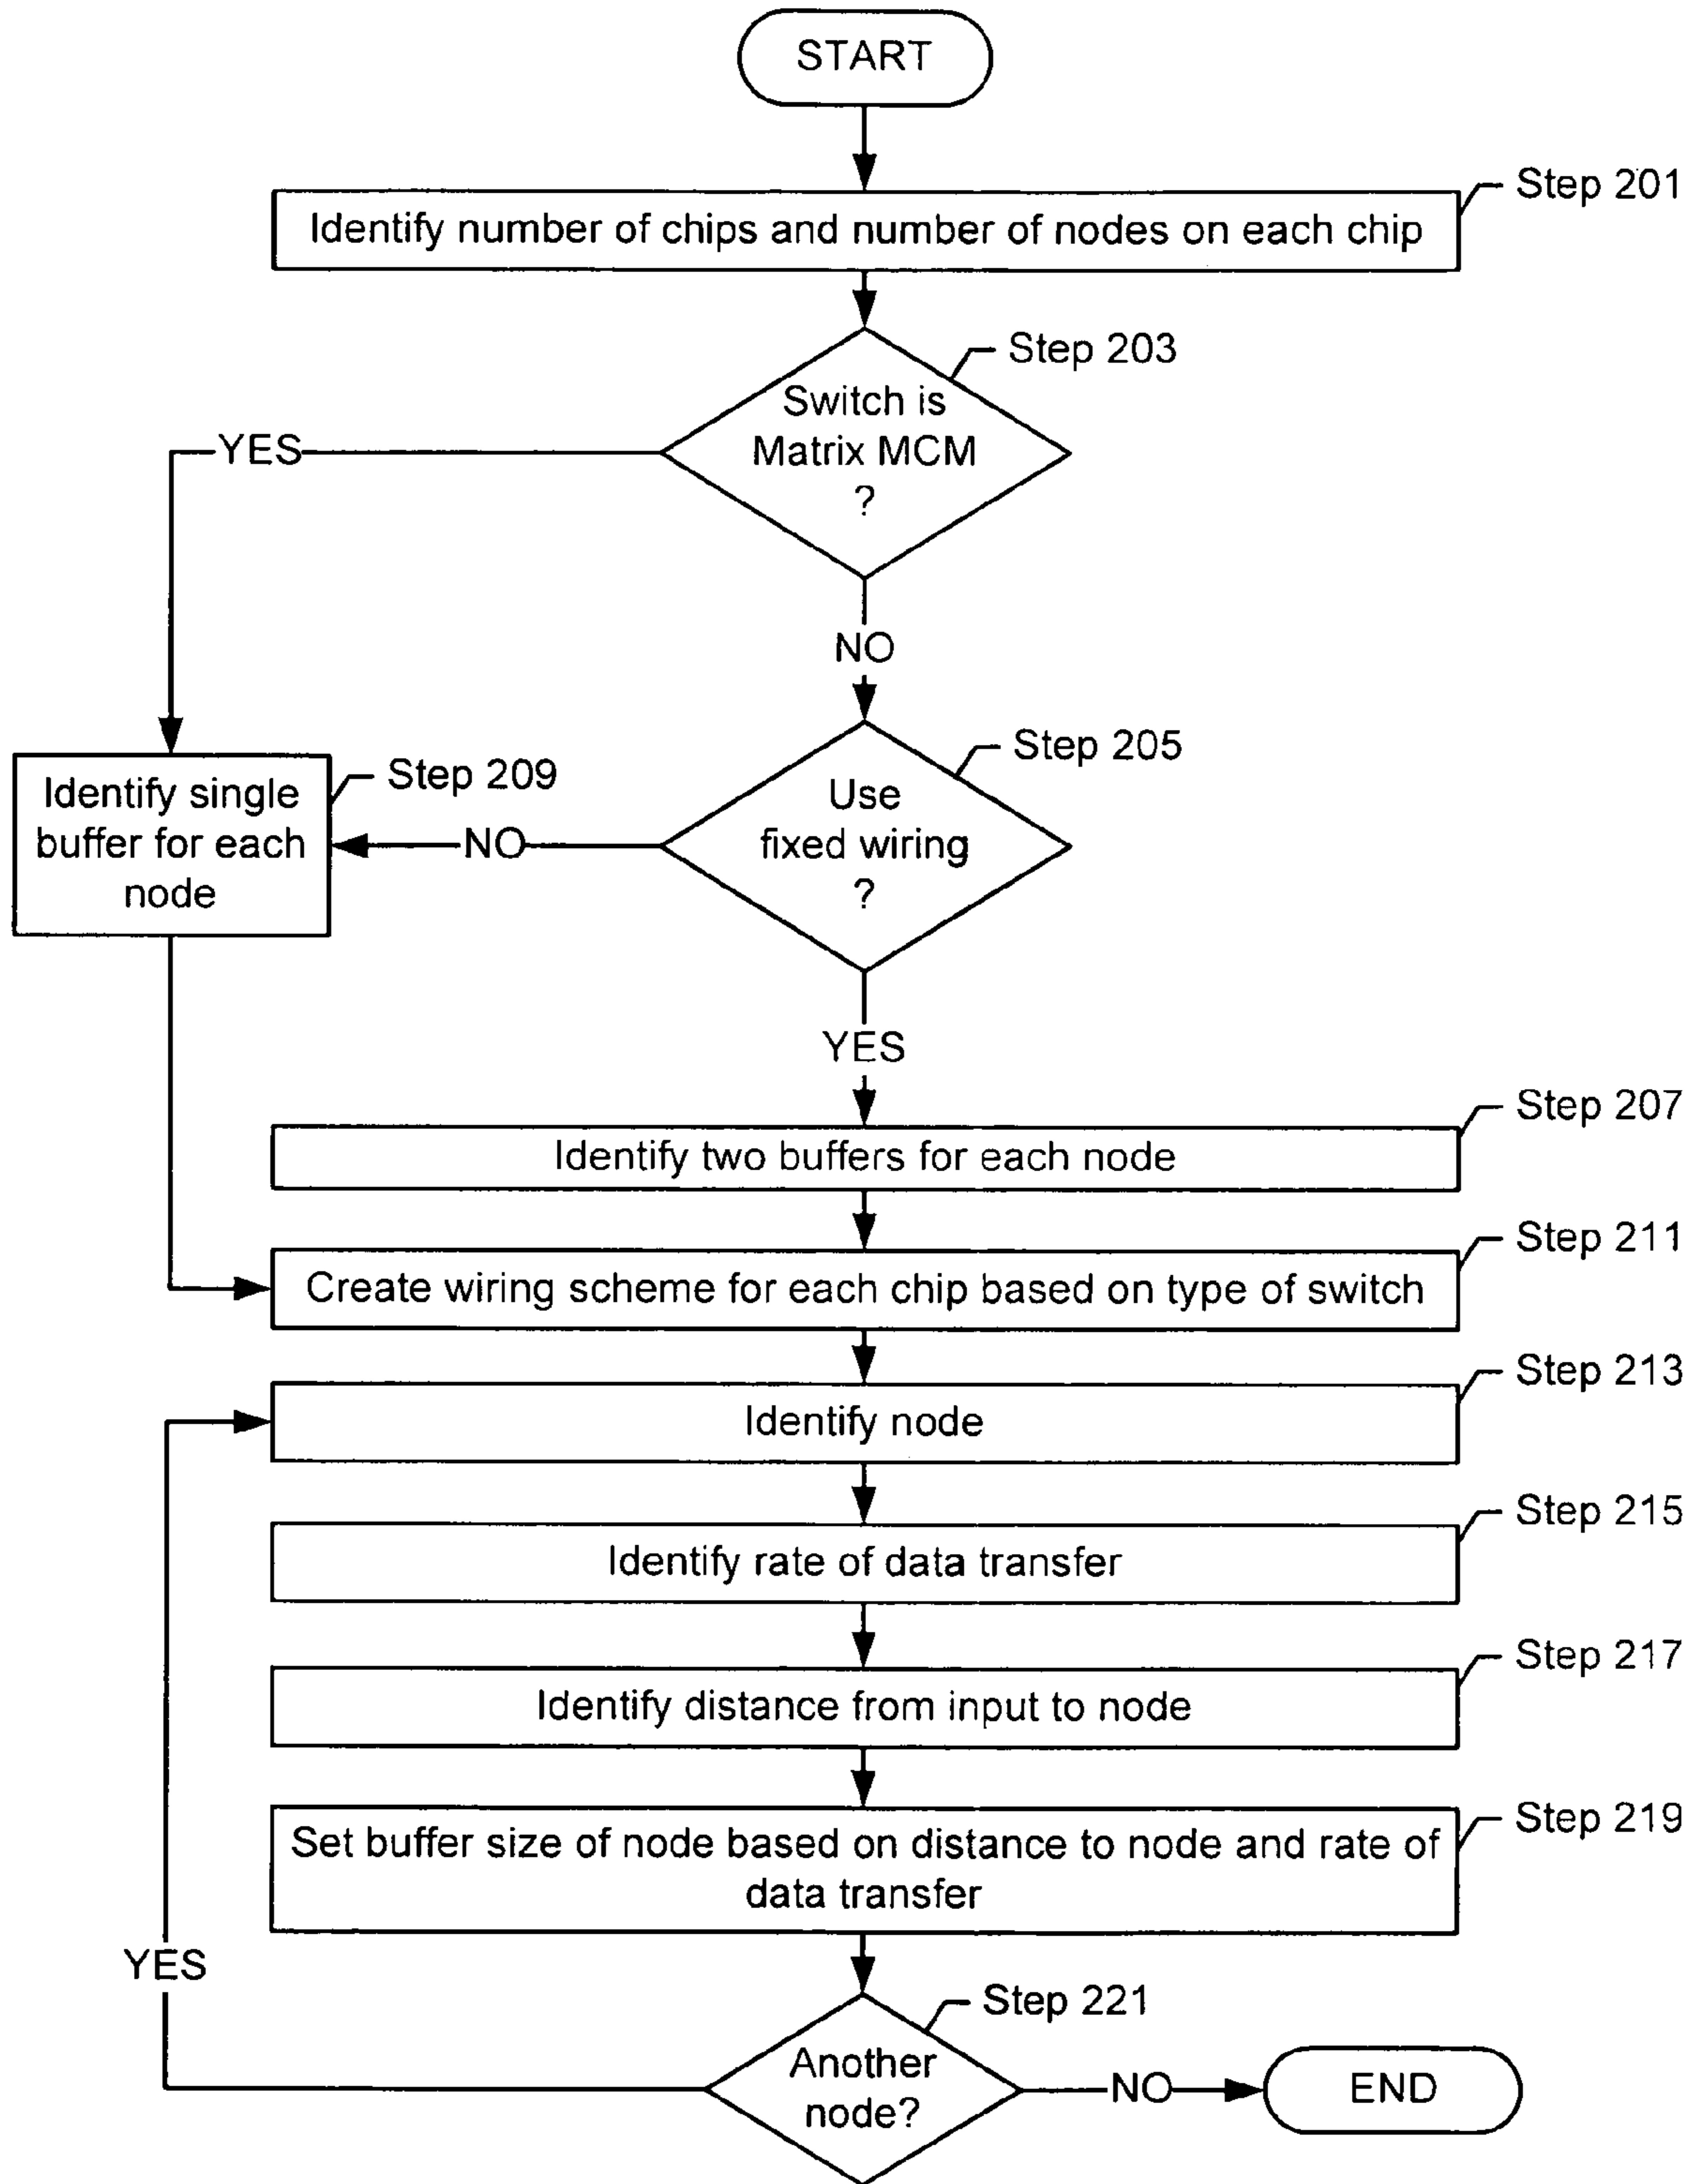 START
Step 201
Identify number of chips and number of nodes on each chip
Step 203
Switch is
Matrix MCM
?
YES
NO
Step 205
Use
fixed wiring
?
Step 209
Identify single
buffer for each
node
NO
YES
Step 207
Identify two buffers for each node
Step 211
Create wiring scheme for each chip based on type of switch
Step 213
Identify node
Step 215
Identify rate of data transfer
Step 217
Identify distance from input to node
Step 219
Set buffer size of node based on distance to node and rate of
data transfer
YES
Step 221
Another
node?
NO
END